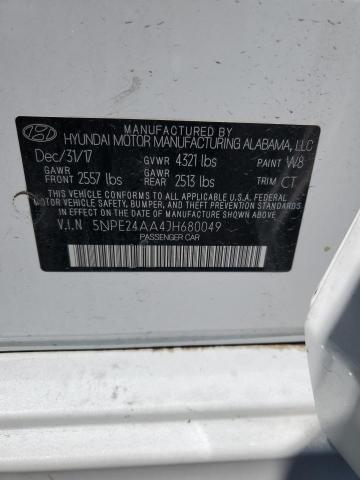 MANUFACTURED BY
HYUNDAI MOTOR MANUFACTURING ALABAMA, LLC
Dec/31/17 GVWR 4321 lbs PAINT W8
GAWR FRONT 2557 lbs GAWR REAR 2513 lbs TRIM CT
THIS VEHICLE CONFORMS TO ALL APPLICABLE U.S. FEDERAL
MOTOR VEHICLE SAFETY, BUMPER, AND THEFT PREVENTION
STANDARDS IN EFFECT ON THE DATE OF MANUFACTURE SHOWN ABOVE.
V.I.N 5NPE24AA4JH680049
PASSENGER CAR